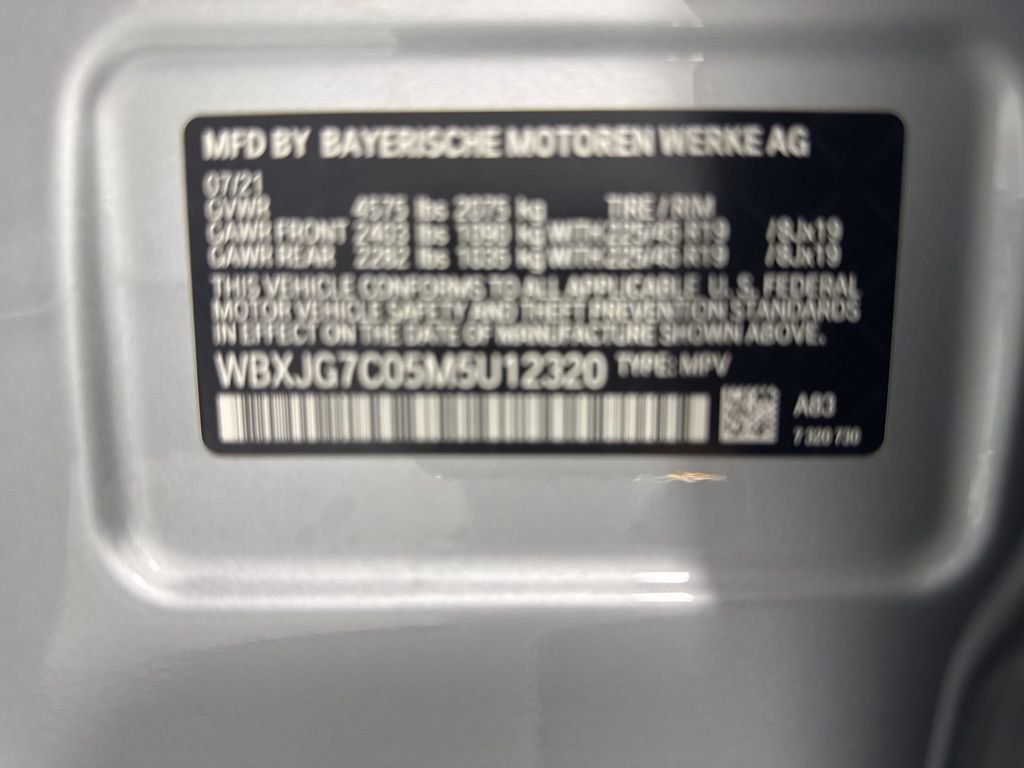 MFD BY BAYERISCHE MOTOREN WERKE AG
07/21
GVWR 4575 lbs 2075 kg TIRE / RIM
GAWR FRONT 2403 lbs 1090 kg WITH 225/45 R19 /8Jx19
GAWR REAR 2282 lbs 1035 kg WITH 225/45 R19 /8Jx19
THIS VEHICLE CONFORMS TO ALL APPLICABLE U.S. FEDERAL
MOTOR VEHICLE SAFETY AND THEFT PREVENTION STANDARDS
IN EFFECT ON THE DATE OF MANUFACTURE SHOWN ABOVE.
WBXJG7C05M5U12320 TYPE: MPV
A83
7 320 730